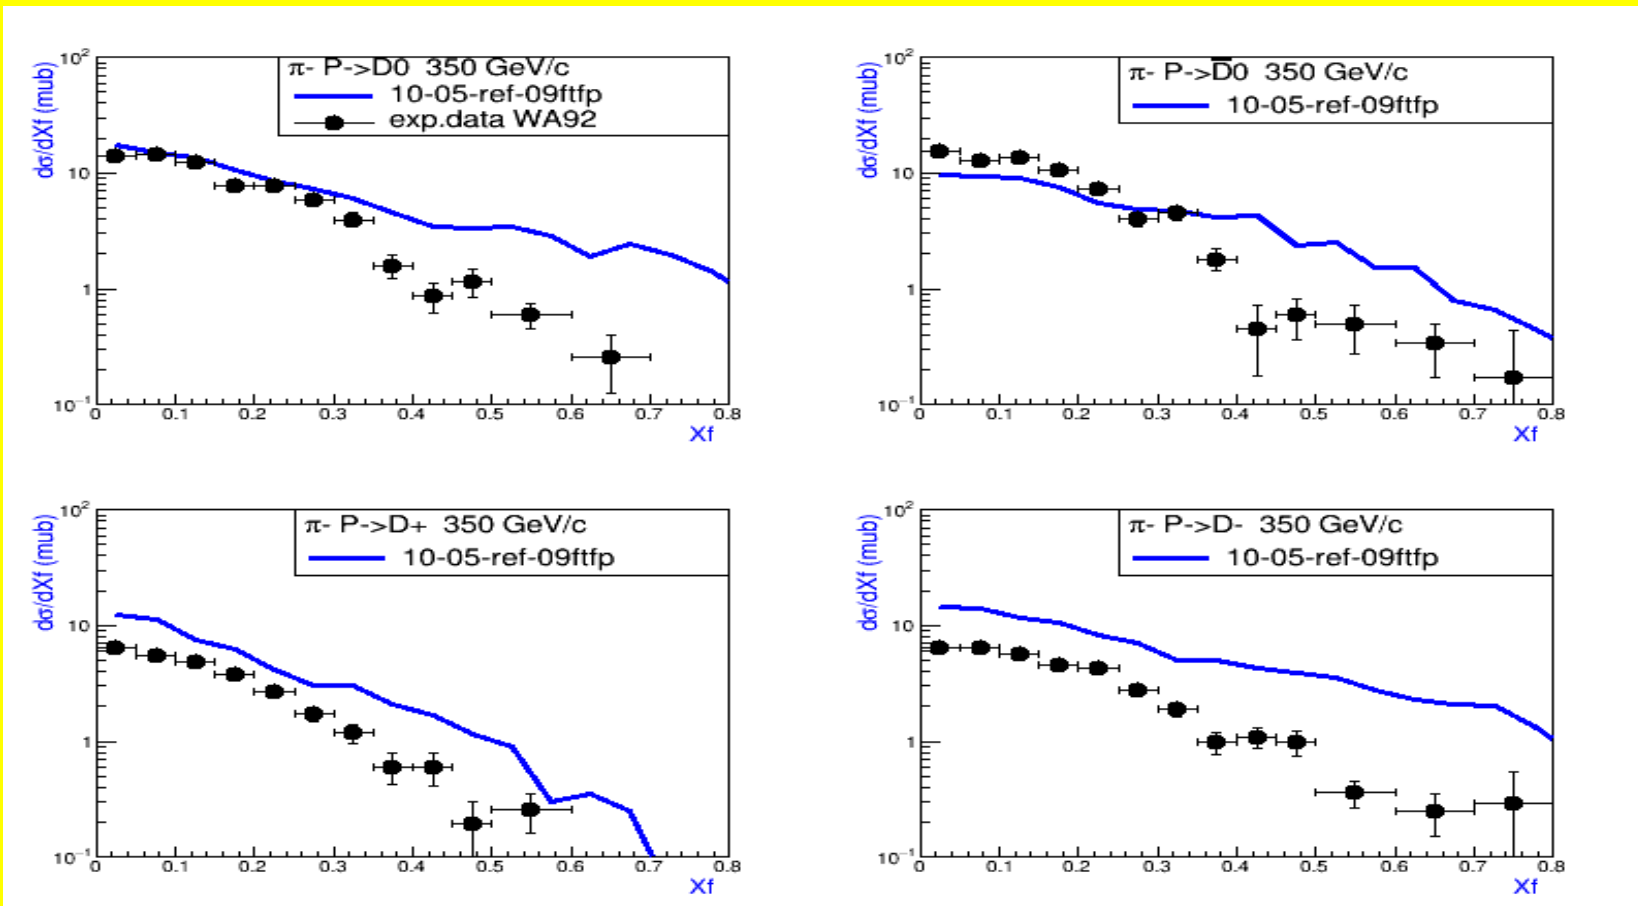 π- P->D0 350 GeV/c
10-05-ref-09ftfp
exp.data WA92
dσ/dXf (mub)
10²
10
1
10⁻¹
0 0.1 0.2 0.3 0.4 0.5 0.6 0.7 0.8
Xf
π- P->D̅0 350 GeV/c
10-05-ref-09ftfp
dσ/dXf (mub)
10²
10
1
10⁻¹
0 0.1 0.2 0.3 0.4 0.5 0.6 0.7 0.8
Xf
π- P->D+ 350 GeV/c
10-05-ref-09ftfp
dσ/dXf (mub)
10²
10
1
10⁻¹
0 0.1 0.2 0.3 0.4 0.5 0.6 0.7 0.8
Xf
π- P->D- 350 GeV/c
10-05-ref-09ftfp
dσ/dXf (mub)
10²
10
1
10⁻¹
0 0.1 0.2 0.3 0.4 0.5 0.6 0.7 0.8
Xf